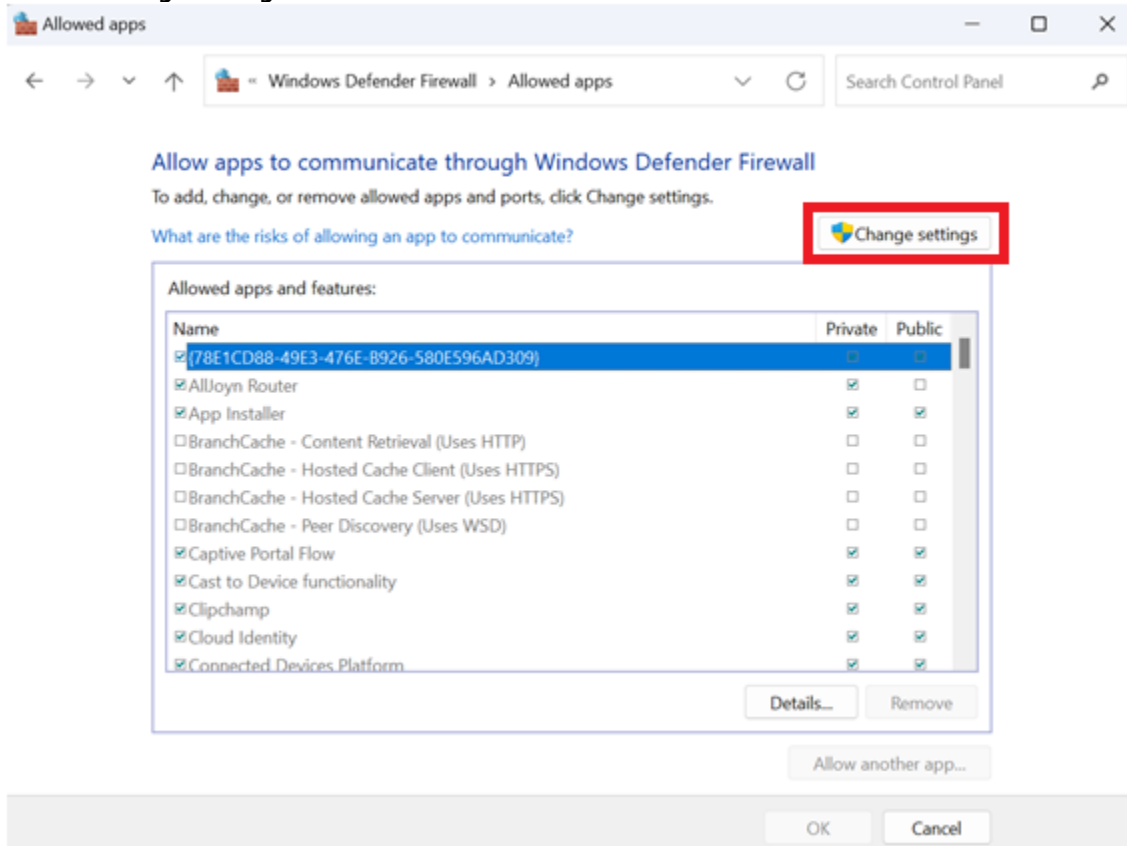 Allowed apps
« Windows Defender Firewall › Allowed apps
Search Control Panel
Allow apps to communicate through Windows Defender Firewall
To add, change, or remove allowed apps and ports, click Change settings.
What are the risks of allowing an app to communicate?
Change settings
Allowed apps and features:
Name Private Public
{78E1CD88-49E3-476E-B926-580E596AD309}
AllJoyn Router
App Installer
BranchCache - Content Retrieval (Uses HTTP)
BranchCache - Hosted Cache Client (Uses HTTPS)
BranchCache - Hosted Cache Server (Uses HTTPS)
BranchCache - Peer Discovery (Uses WSD)
Captive Portal Flow
Cast to Device functionality
Clipchamp
Cloud Identity
Connected Devices Platform
Details... Remove
Allow another app...
OK Cancel